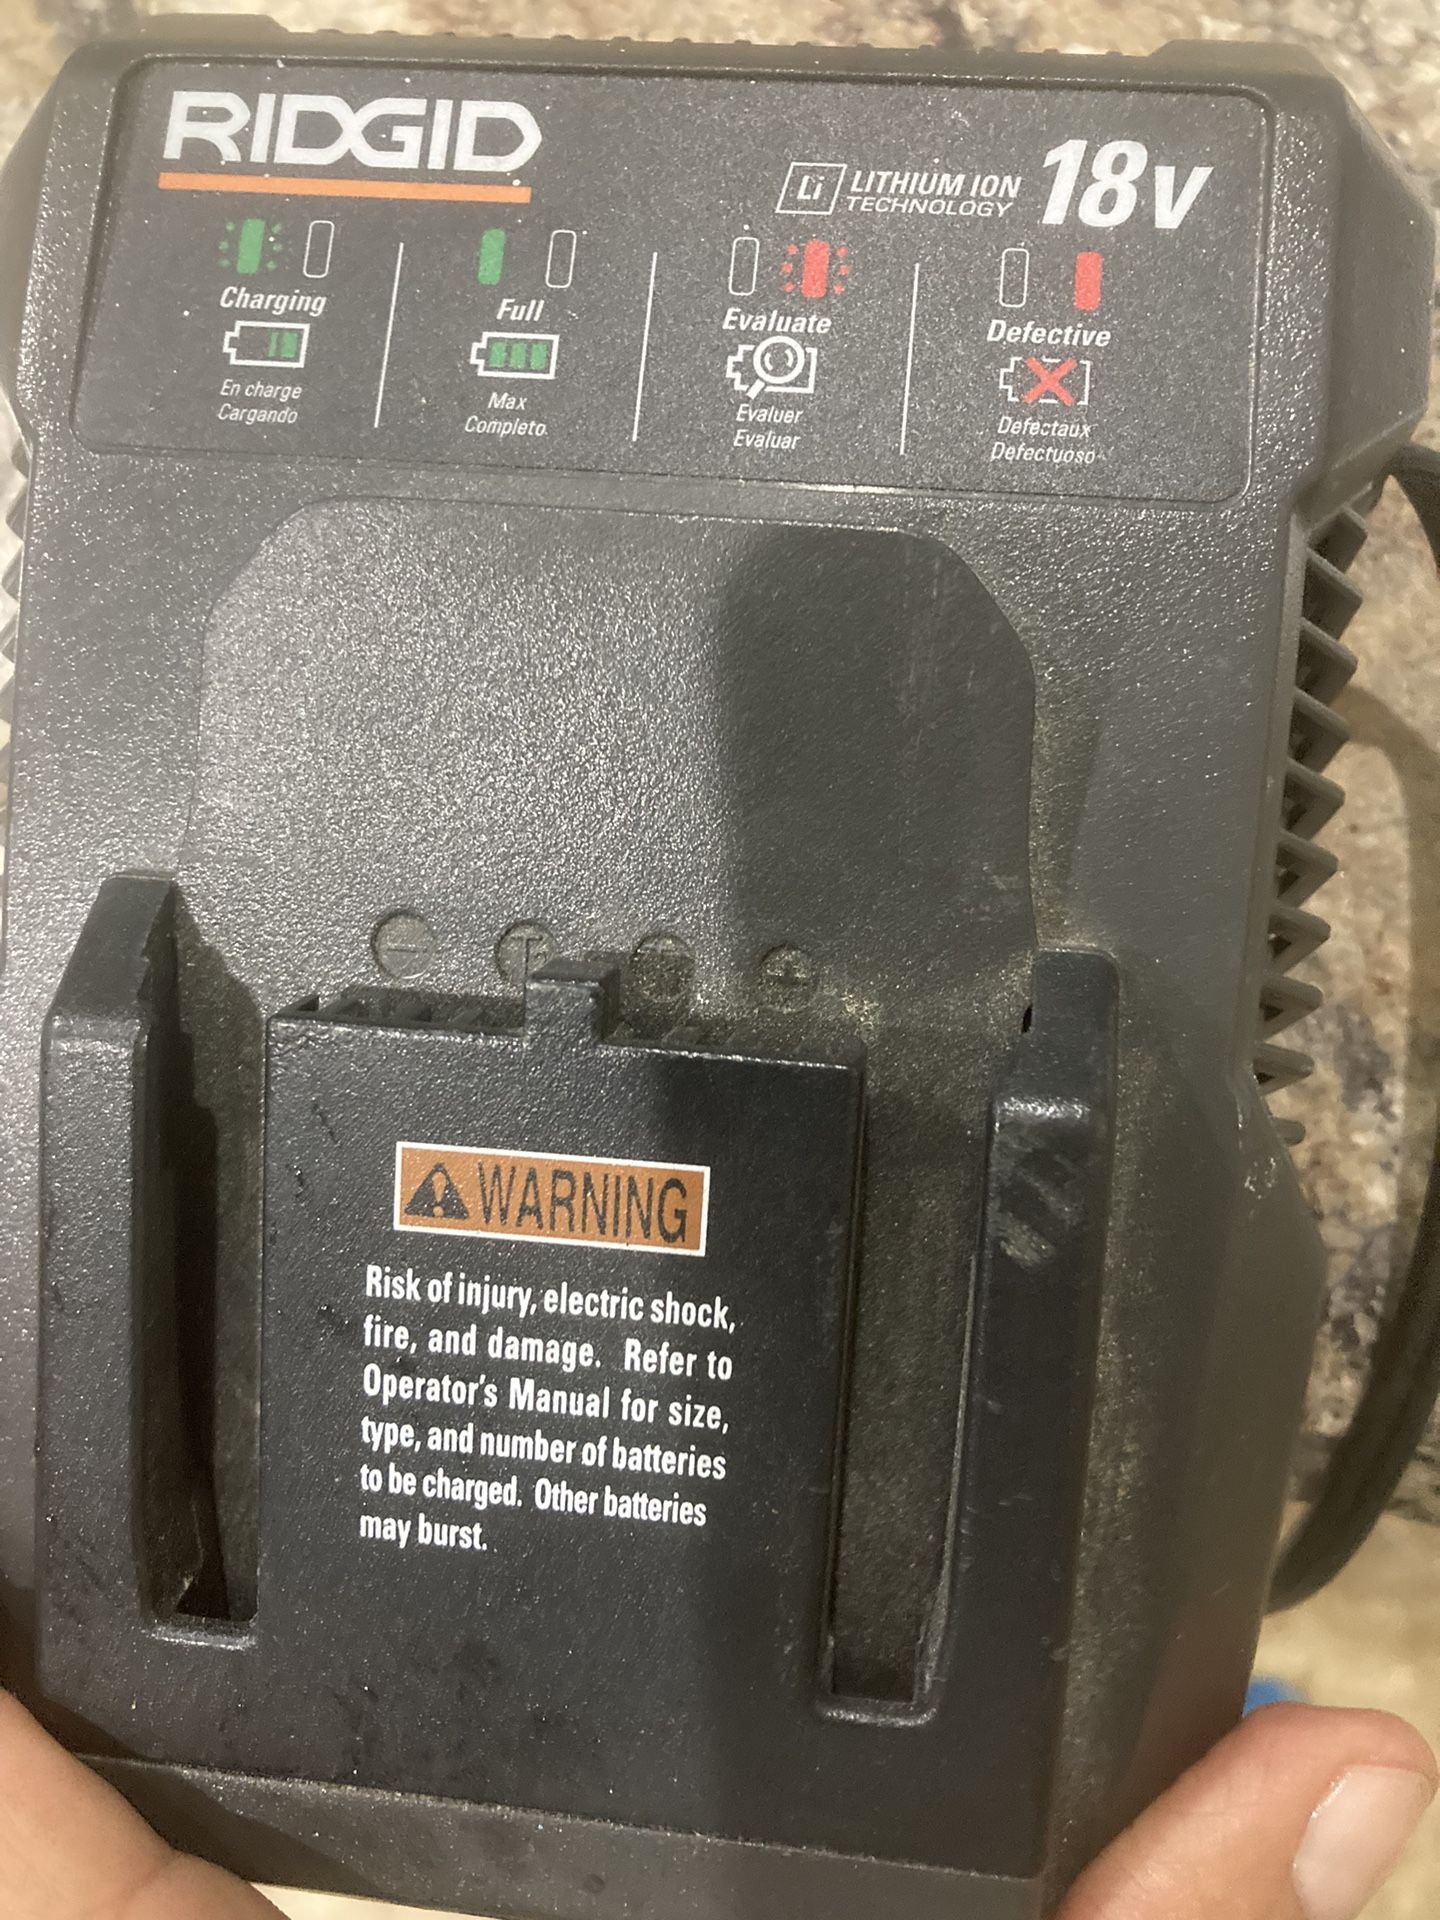 RIDGID
Li LITHIUM ION
TECHNOLOGY
18V
Charging
En charge
Cargando
Full
Max
Completo
Evaluate
Evaluer
Evaluar
Defective
Defectaux
Defectuoso
WARNING
Risk of injury, electric shock,
fire, and damage. Refer to
Operator's Manual for size,
type, and number of batteries
to be charged. Other batteries
may burst.